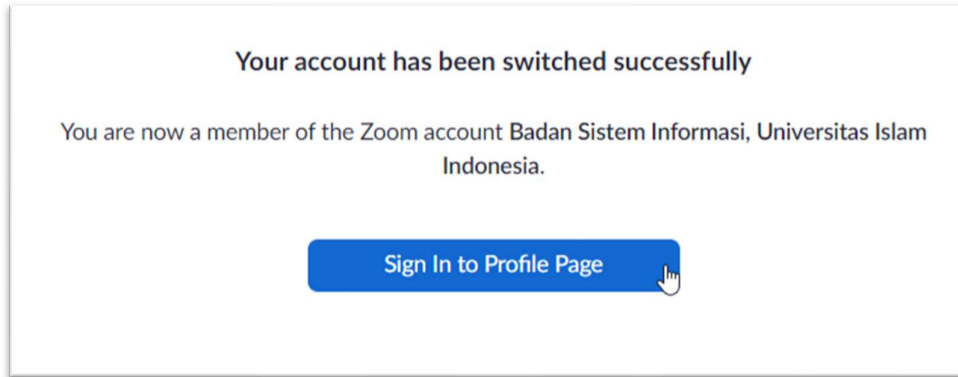 Your account has been switched successfully
You are now a member of the Zoom account Badan Sistem Informasi, Universitas Islam
Indonesia.
Sign In to Profile Page